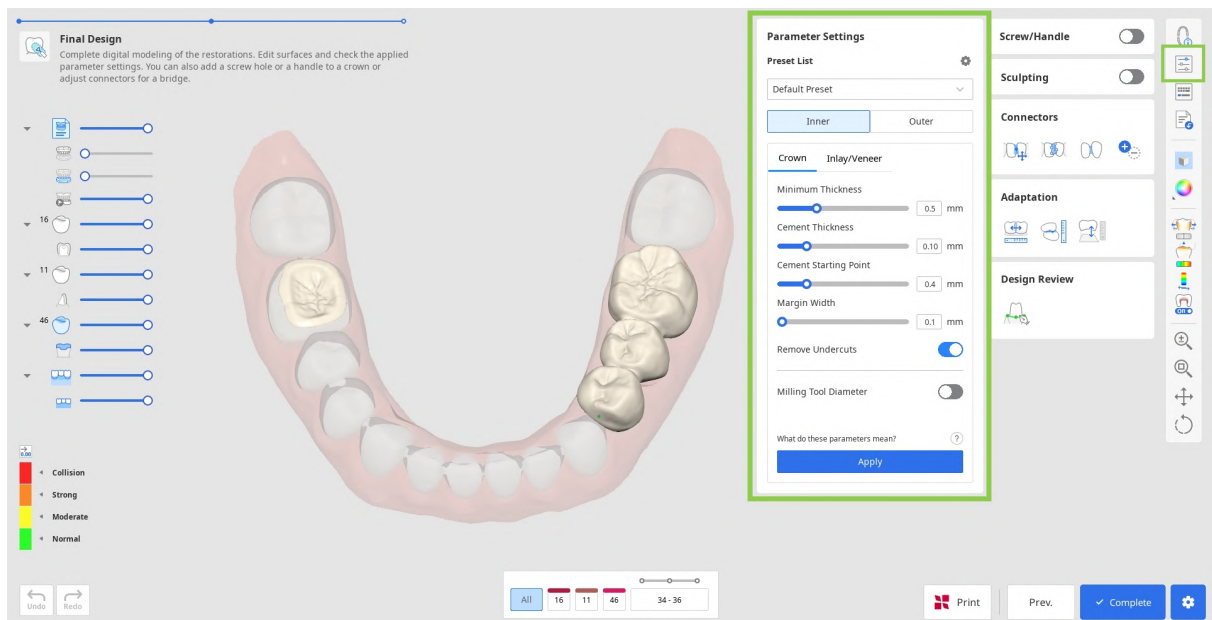 Final Design
Complete digital modeling of the restorations. Edit surfaces and check the applied
parameter settings. You can also add a screw hole or a handle to a crown or
adjust connectors for a bridge.
16
11
46
0.00
Collision
Strong
Moderate
Normal
Undo
Redo
All
16
11
46
34 - 36
Parameter Settings
Preset List
Default Preset
Inner
Outer
Crown
Inlay/Veneer
Minimum Thickness
0.5 mm
Cement Thickness
0.10 mm
Cement Starting Point
0.4 mm
Margin Width
0.1 mm
Remove Undercuts
Milling Tool Diameter
What do these parameters mean?
?
Apply
Screw/Handle
Sculpting
Connectors
Adaptation
Design Review
ON
Print
Prev.
Complete